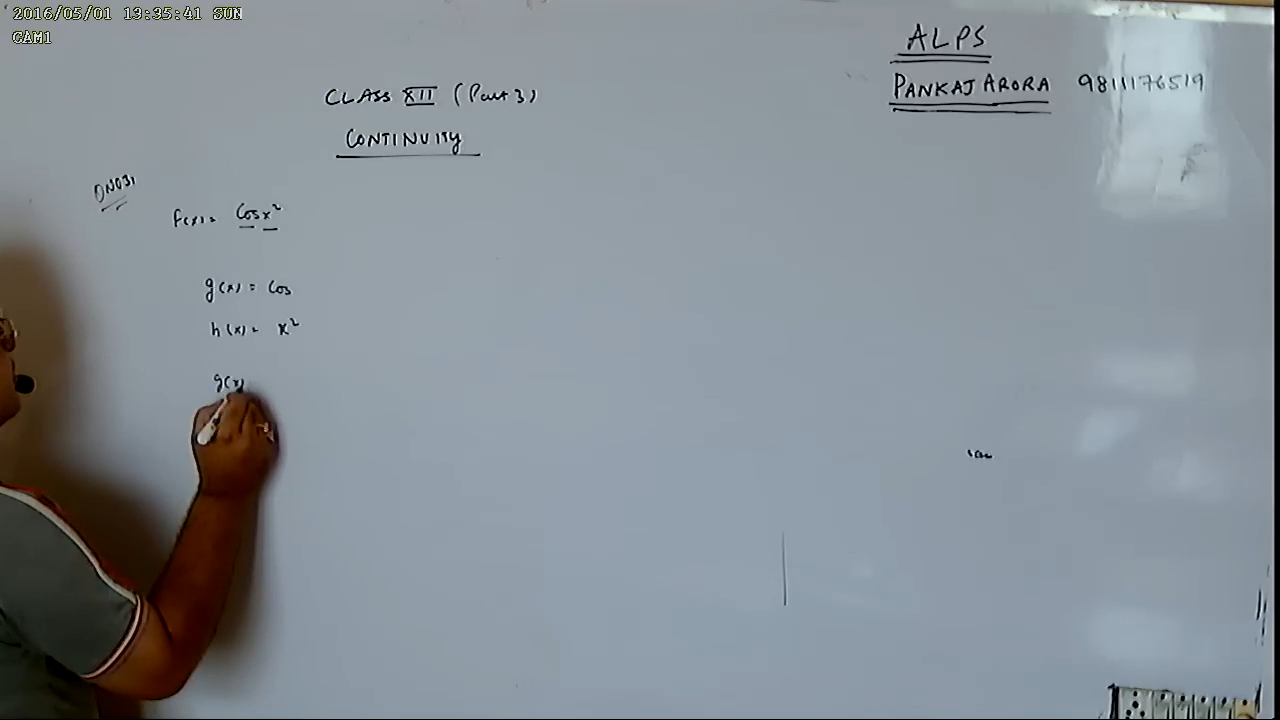 2016/05/01 13:35:41 SUN
CAM1
ALPS
PANKAJ ARORA 9811176519
CLASS XII (Part 3)
CONTINUITY
QNO31
f(x) = Cos x²
g(x) = Cos
h(x) = x²
g(x)